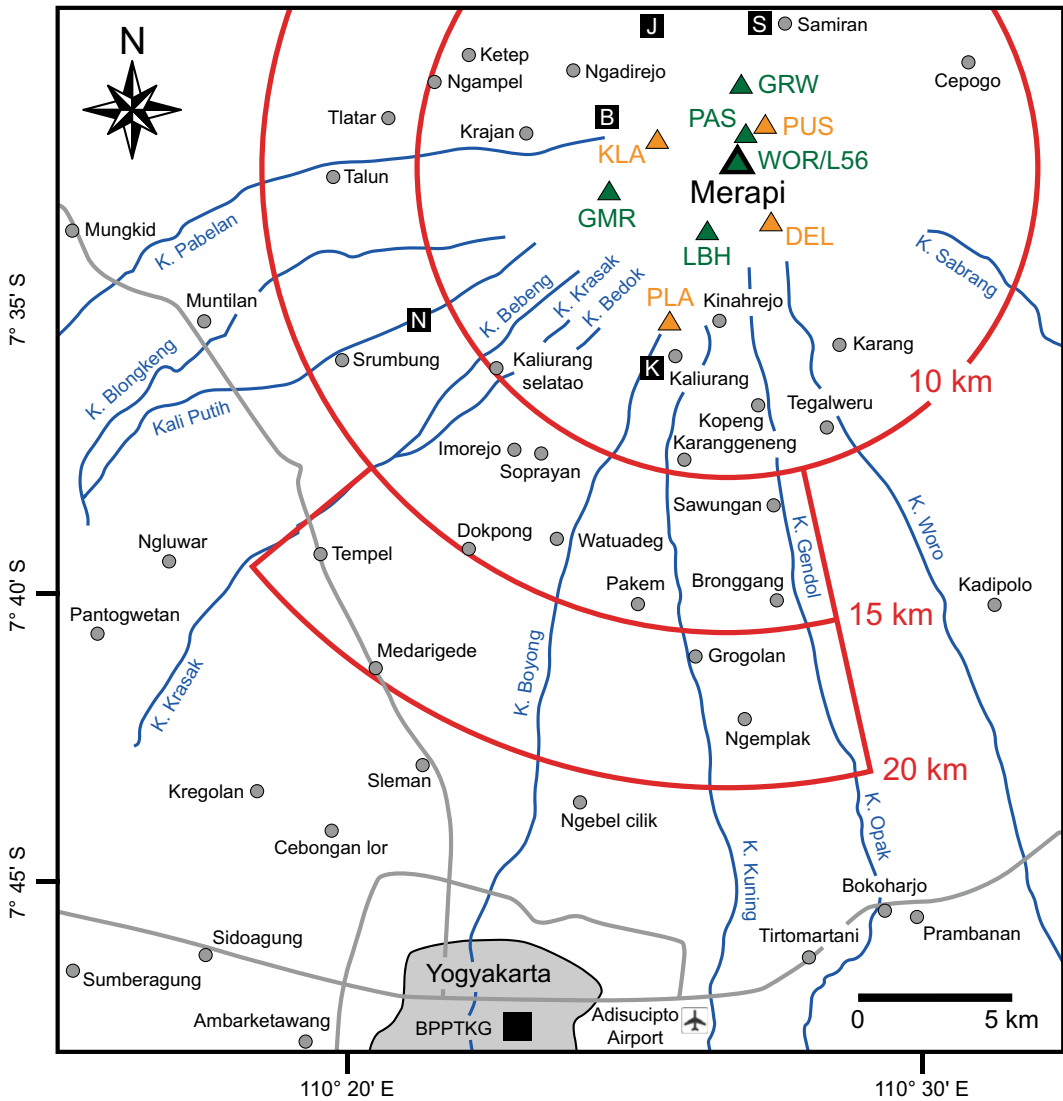 J
S
Samiran
N
Ketep
Ngampel
Ngadirejo
GRW
Cepogo
Tlatar
B
PAS
PUS
Krajan
KLA
WOR/L56
Talun
Merapi
GMR
Mungkid
K. Pabelan
LBH
DEL
K. Sabrang
7° 35' S
Muntilan
N
K. Bebeng
K. Krasak
K. Bedok
PLA
Kinahrejo
Srumbung
K. Blongkeng
Kali Putih
Kaliurang
selatao
K
Kaliurang
Karang
10 km
Kopeng
Tegalweru
Karanggeneng
Imorejo
Soprayan
Sawungan
K. Gendol
K. Woro
Ngluwar
Tempel
Dokpong
Watuadeg
7° 40' S
Pakem
Bronggang
Kadipolo
Pantogwetan
15 km
Medarigede
Grogolan
K. Krasak
K. Boyong
Ngemplak
20 km
Kregolan
Sleman
Ngebel cilik
K. Opak
Cebongan lor
7° 45' S
K. Kuning
Bokoharjo
Prambanan
Sidoagung
Tirtomartani
Sumberagung
Yogyakarta
Ambarketawang
BPPTKG
Adisucipto
Airport
0
5 km
110° 20' E
110° 30' E